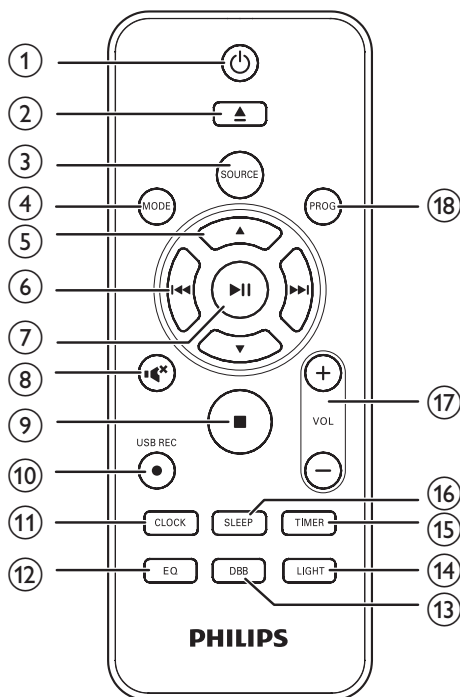 ①
②
③
SOURCE
④
MODE
PROG
⑱
⑤
⑥
⑦
⑧
⑨
VOL
⑰
USB REC
⑩
⑯
⑪
CLOCK
SLEEP
TIMER
⑮
⑫
EQ
DBB
LIGHT
⑭
⑬
PHILIPS